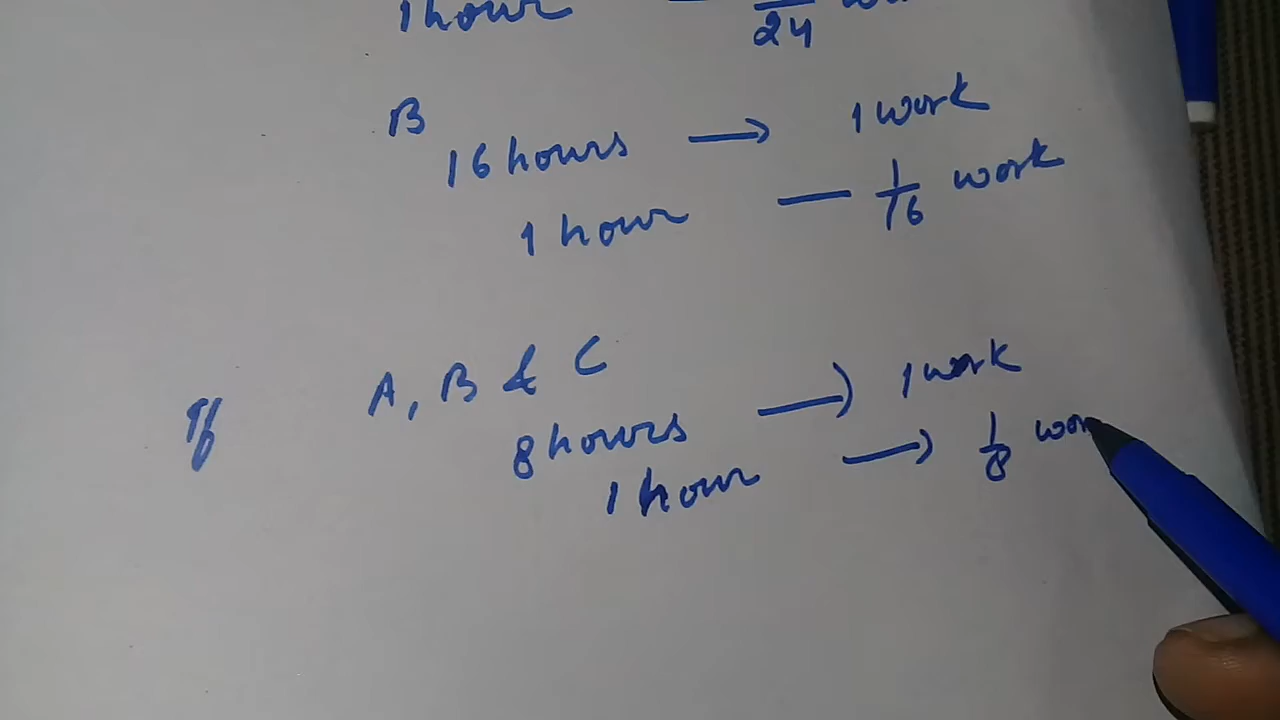 1 hour — 24
B
16 hours → 1 work
1 hour — 1/16 work
A, B & C
If 8 hours → 1 work
1 hour → 1/8 wor